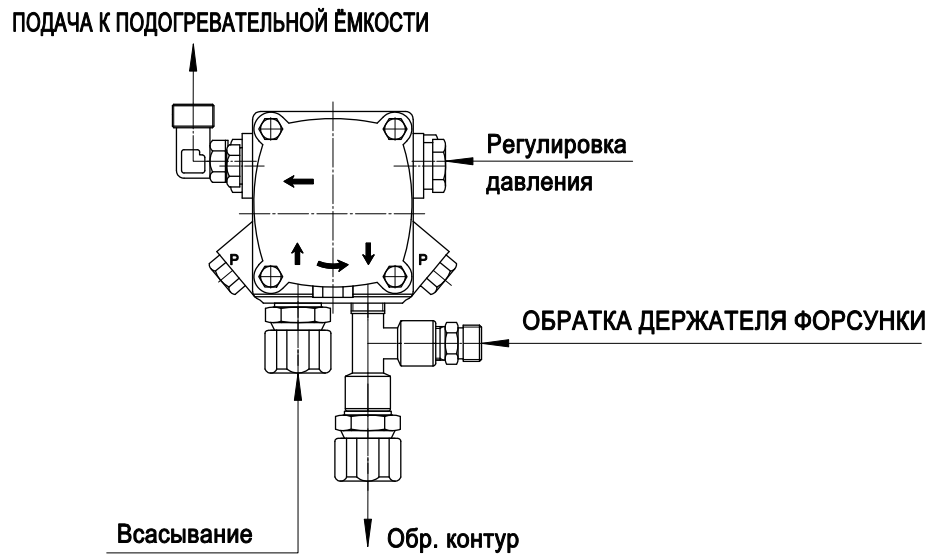 ПОДАЧА К ПОДОГРЕВАТЕЛЬНОЙ ЁМКОСТИ
Регулировка
давления
P
P
ОБРАТКА ДЕРЖАТЕЛЯ ФОРСУНКИ
Всасывание
Обр. контур